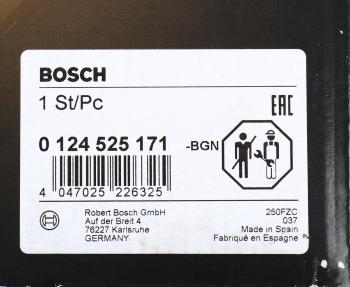 BOSCH
1 St/Pc
EAC
0 124 525 171 -BGN
4 047025 226325
Robert Bosch GmbH
Auf der Breit 4
76227 Karlsruhe
GERMANY
250FZC
037
Made in Spain
Fabriqué en Espagne